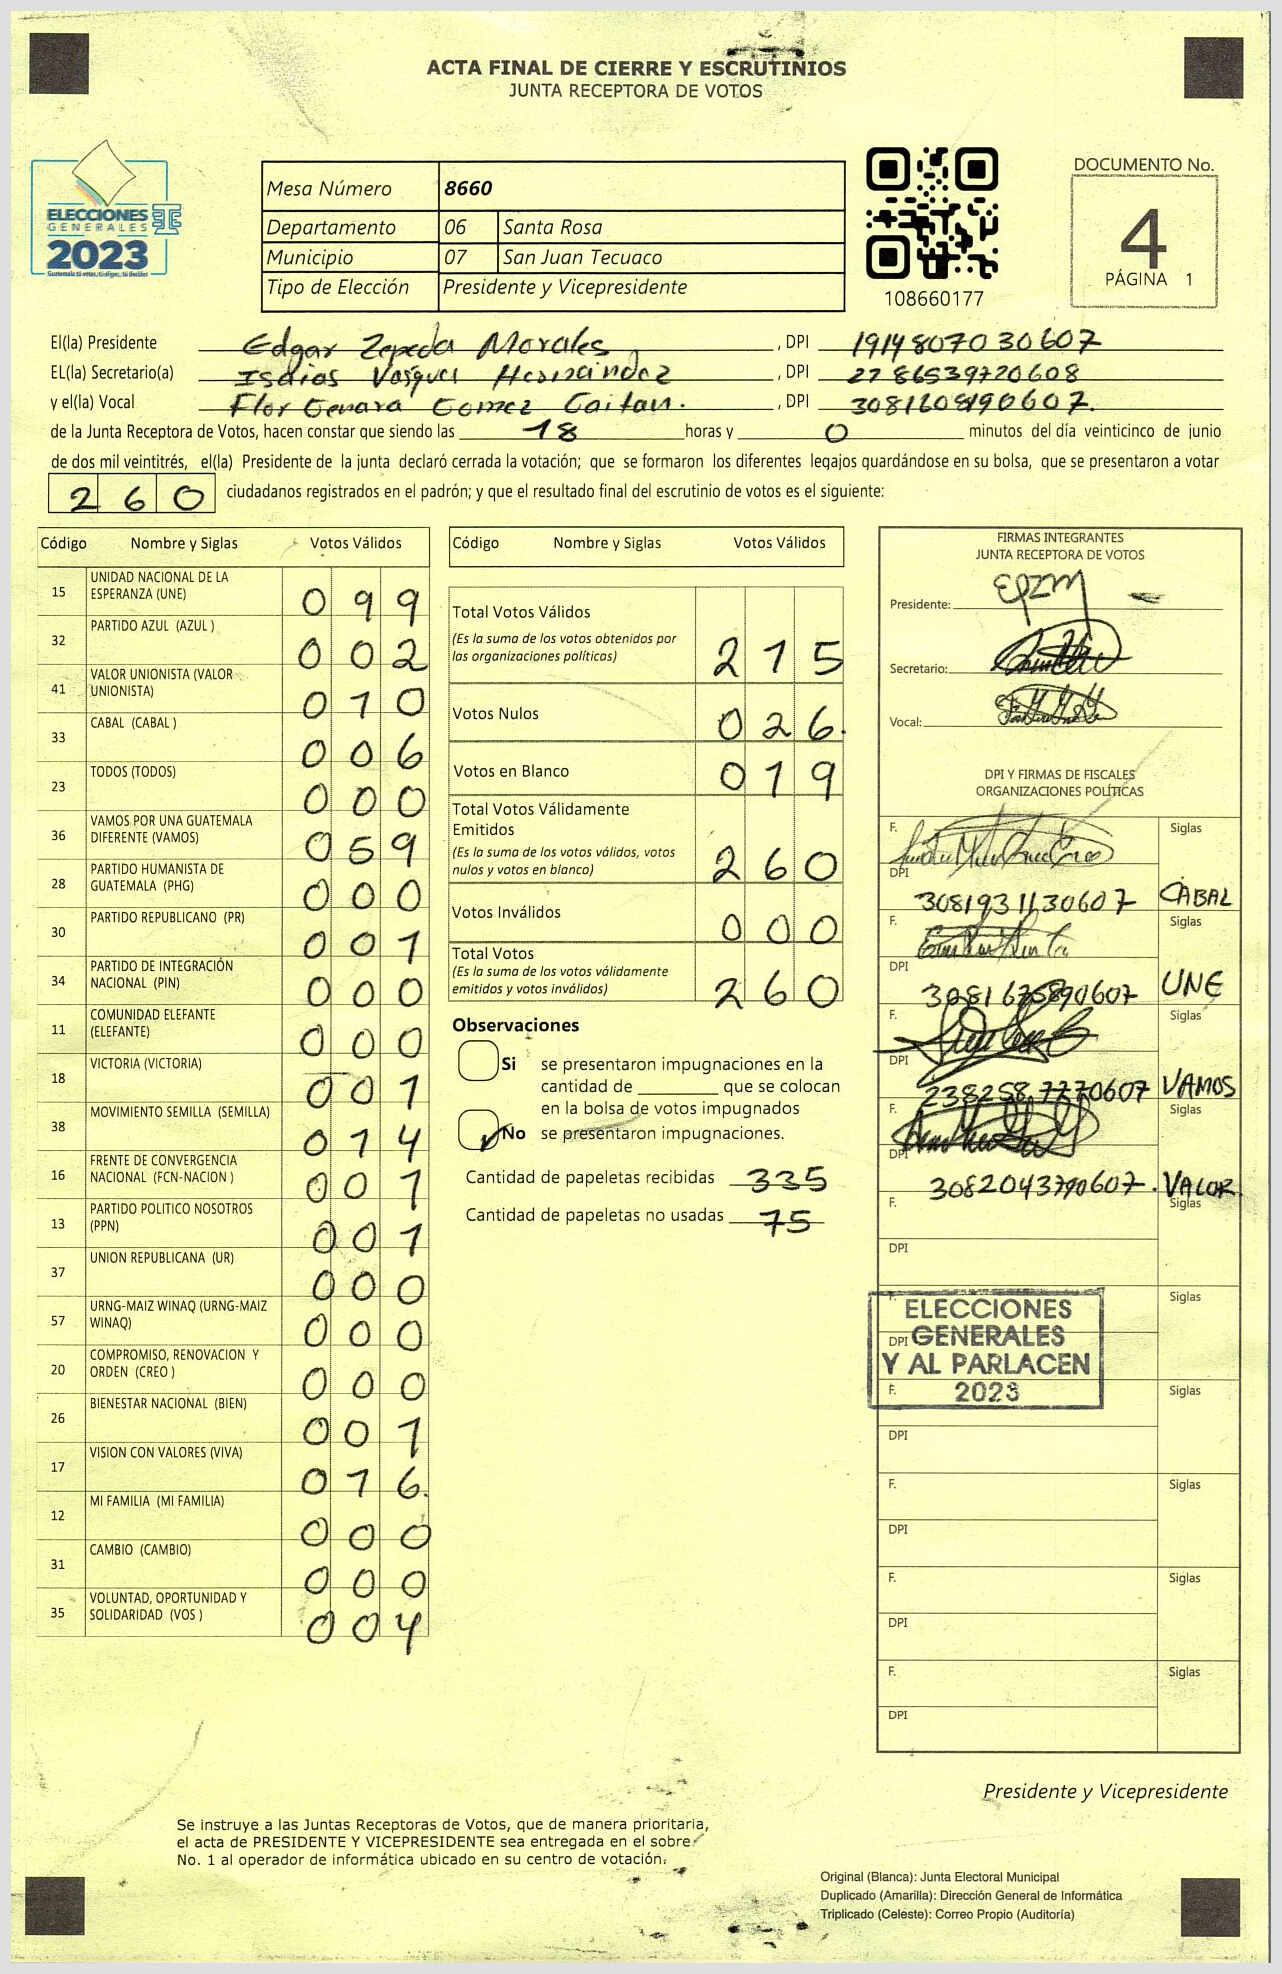 ACTA FINAL DE CIERRE Y ESCRUTINIOS
JUNTA RECEPTORA DE VOTOS
ELECCIONES
GENERALES
2023
Mesa Número 8660
Departamento 06 Santa Rosa
Municipio 07 San Juan Tecuaco
Tipo de Elección Presidente y Vicepresidente
108660177
DOCUMENTO No.
4
PÁGINA 1
El(la) Presidente Edgar Zepeda Morales, DPI 1914807030607
EL(la) Secretario(a) Isaias Vasquez Hernández, DPI 2786539720608
y el(la) Vocal Flor Genara Gomez Gaitan., DPI 3081208190607.
de la Junta Receptora de Votos, hacen constar que siendo las 18 horas y 0 minutos del día veinticinco de junio
de dos mil veintitrés, el(la) Presidente de la junta declaró cerrada la votación; que se formaron los diferentes legajos guardándose en su bolsa, que se presentaron a votar
260 ciudadanos registrados en el padrón; y que el resultado final del escrutinio de votos es el siguiente:
Código Nombre y Siglas Votos Válidos
15 UNIDAD NACIONAL DE LA ESPERANZA (UNE) 099
32 PARTIDO AZUL (AZUL ) 002
41 VALOR UNIONISTA (VALOR UNIONISTA) 010
33 CABAL (CABAL ) 006
23 TODOS (TODOS) 000
36 VAMOS POR UNA GUATEMALA DIFERENTE (VAMOS) 059
28 PARTIDO HUMANISTA DE GUATEMALA (PHG) 000
30 PARTIDO REPUBLICANO (PR) 001
34 PARTIDO DE INTEGRACIÓN NACIONAL (PIN) 000
11 COMUNIDAD ELEFANTE (ELEFANTE) 000
18 VICTORIA (VICTORIA) 001
38 MOVIMIENTO SEMILLA (SEMILLA) 014
16 FRENTE DE CONVERGENCIA NACIONAL (FCN-NACION ) 001
13 PARTIDO POLITICO NOSOTROS (PPN) 001
37 UNION REPUBLICANA (UR) 000
57 URNG-MAIZ WINAQ (URNG-MAIZ WINAQ) 000
20 COMPROMISO, RENOVACION Y ORDEN (CREO ) 000
26 BIENESTAR NACIONAL (BIEN) 001
17 VISION CON VALORES (VIVA) 016.
12 MI FAMILIA (MI FAMILIA) 000
31 CAMBIO (CAMBIO) 000
35 VOLUNTAD, OPORTUNIDAD Y SOLIDARIDAD (VOS ) 004
Código Nombre y Siglas Votos Válidos
Total Votos Válidos
(Es la suma de los votos obtenidos por
las organizaciones políticas) 215
Votos Nulos 026.
Votos en Blanco 019
Total Votos Válidamente
Emitidos
(Es la suma de los votos válidos, votos
nulos y votos en blanco) 260
Votos Inválidos 000
Total Votos
(Es la suma de los votos válidamente
emitidos y votos inválidos) 260
Observaciones
Si se presentaron impugnaciones en la
cantidad de ________ que se colocan
en la bolsa de votos impugnados
No se presentaron impugnaciones.
Cantidad de papeletas recibidas 335
Cantidad de papeletas no usadas 75
FIRMAS INTEGRANTES
JUNTA RECEPTORA DE VOTOS
Presidente:
Secretario:
Vocal:
DPI Y FIRMAS DE FISCALES
ORGANIZACIONES POLÍTICAS
F. Siglas
DPI 3081931130607 CABAL
F. Siglas
DPI 3081675890607 UNE
F. Siglas
DPI 2382587770607 VAMOS
F. Siglas
DPI 3082043790607. VALOR
F. Siglas
DPI
F. Siglas
DPI
ELECCIONES
GENERALES
Y AL PARLACEN
2023
F. Siglas
DPI
F. Siglas
DPI
F. Siglas
DPI
F. Siglas
DPI
Presidente y Vicepresidente
Se instruye a las Juntas Receptoras de Votos, que de manera prioritaria,
el acta de PRESIDENTE Y VICEPRESIDENTE sea entregada en el sobre
No. 1 al operador de informática ubicado en su centro de votación.
Original (Blanca): Junta Electoral Municipal
Duplicado (Amarilla): Dirección General de Informática
Triplicado (Celeste): Correo Propio (Auditoría)